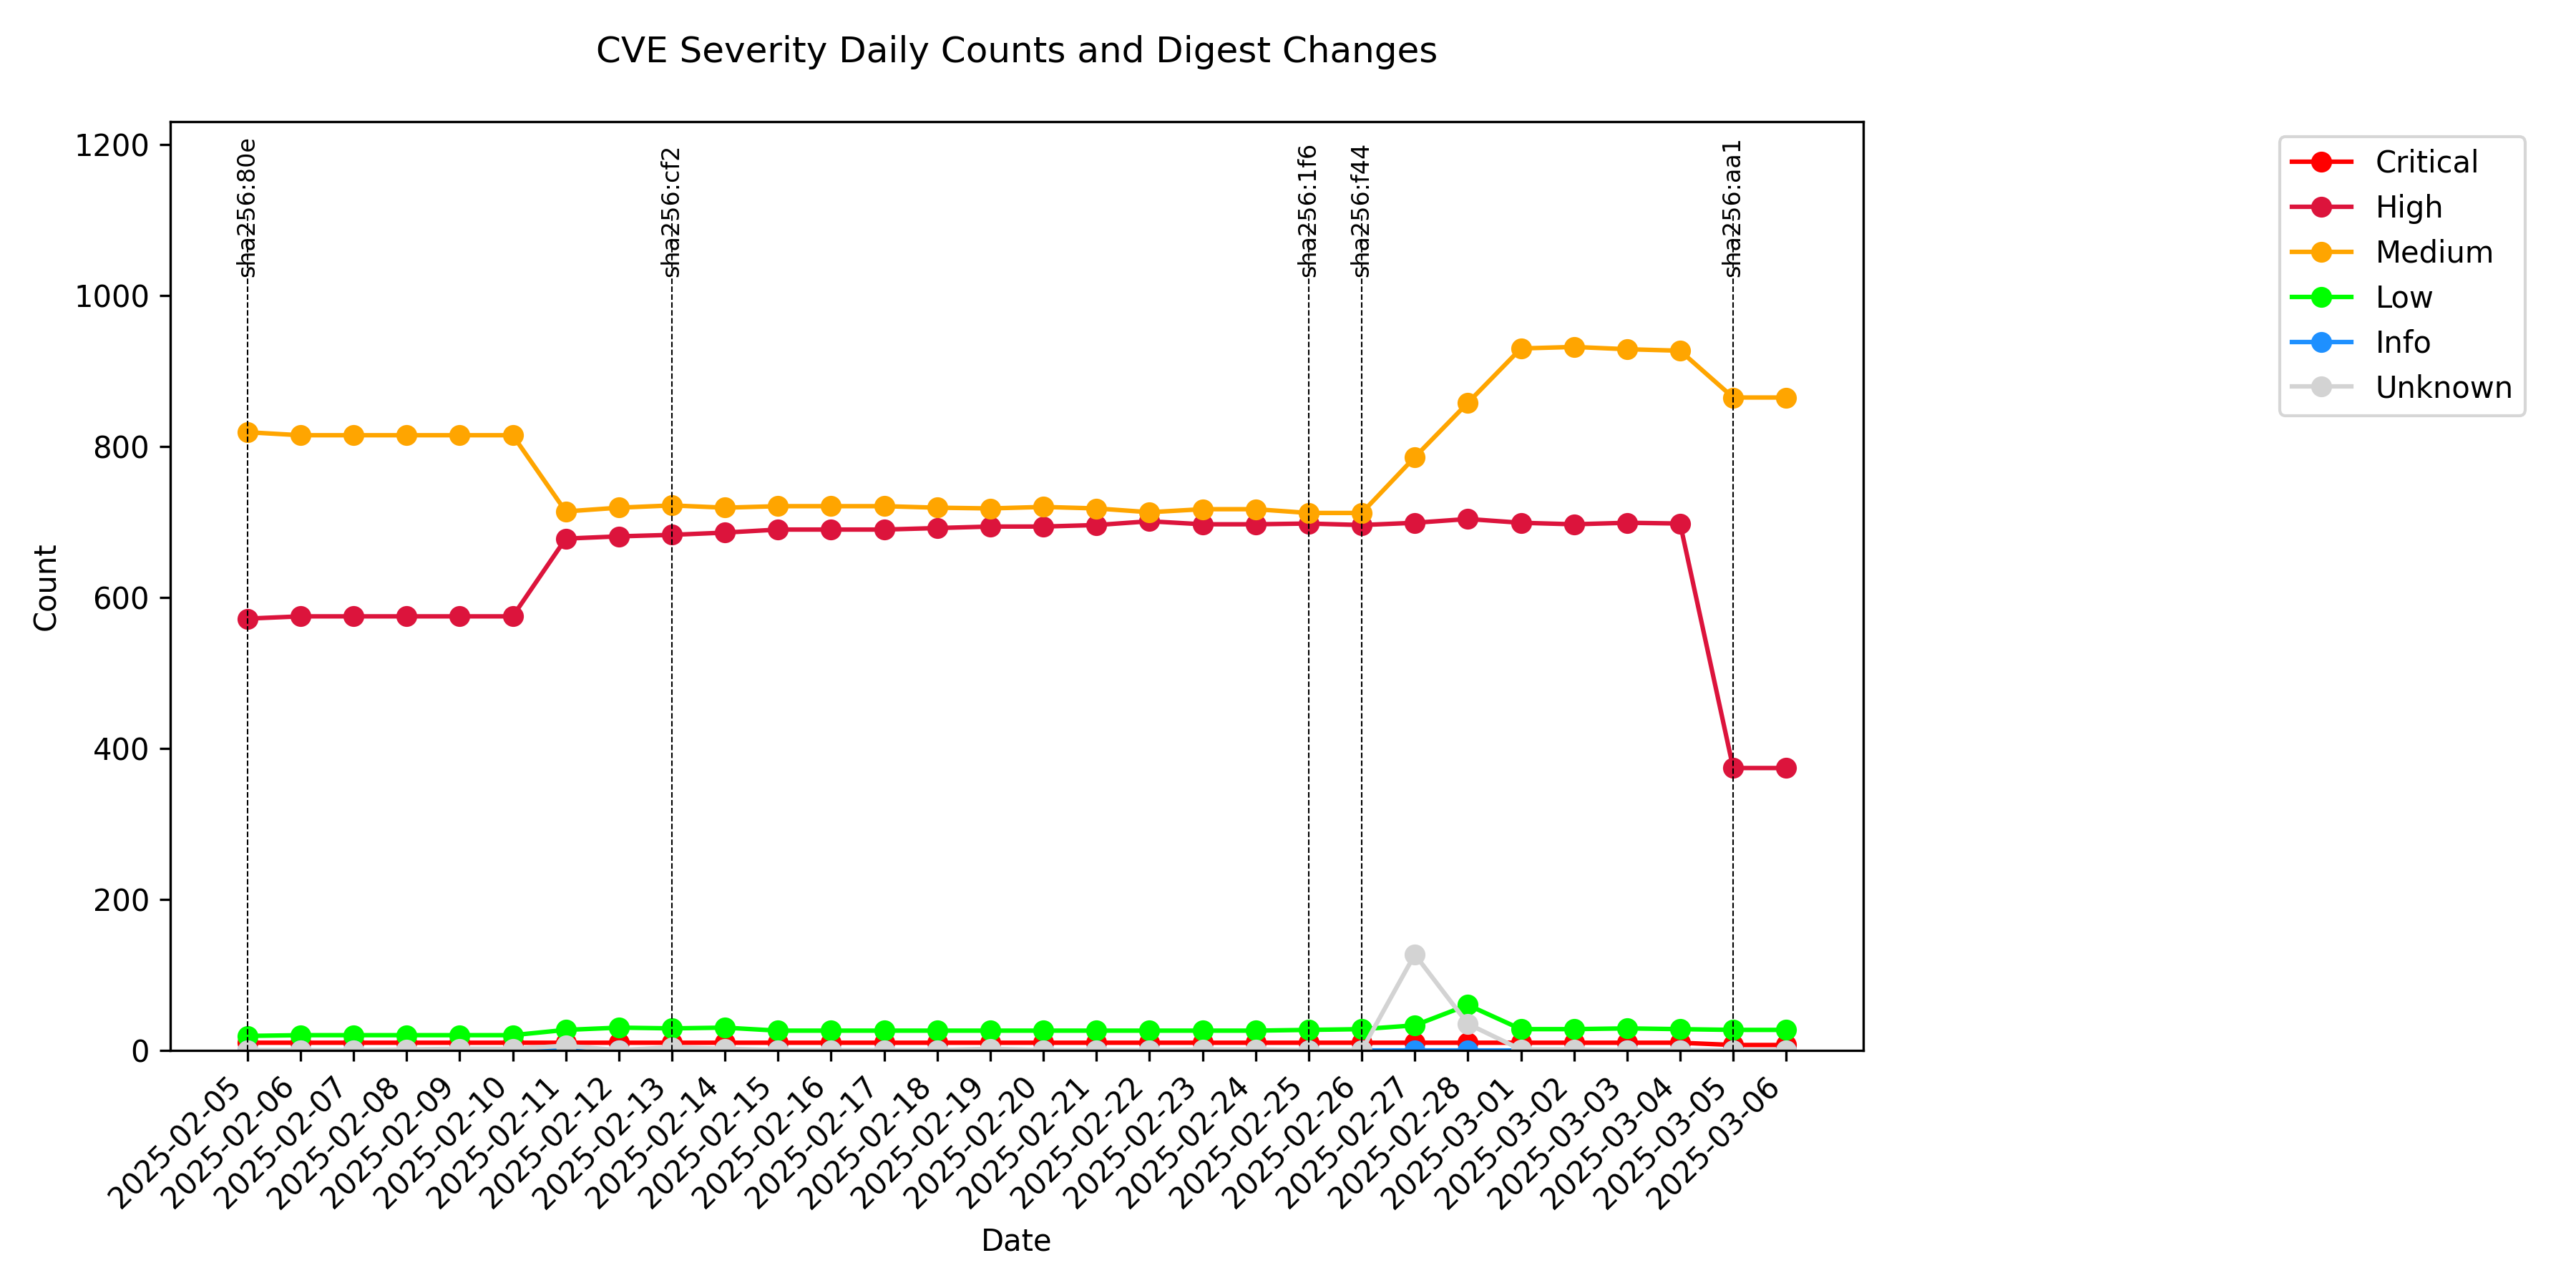 CVE Severity Daily Counts and Digest Changes
Count
1200
1000
800
600
400
200
0
sha256:80e
sha256:cf2
sha256:1f6
sha256:f44
sha256:aa1
Critical
High
Medium
Low
Info
Unknown
2025-02-05
2025-02-06
2025-02-07
2025-02-08
2025-02-09
2025-02-10
2025-02-11
2025-02-12
2025-02-13
2025-02-14
2025-02-15
2025-02-16
2025-02-17
2025-02-18
2025-02-19
2025-02-20
2025-02-21
2025-02-22
2025-02-23
2025-02-24
2025-02-25
2025-02-26
2025-02-27
2025-02-28
2025-03-01
2025-03-02
2025-03-03
2025-03-04
2025-03-05
2025-03-06
Date